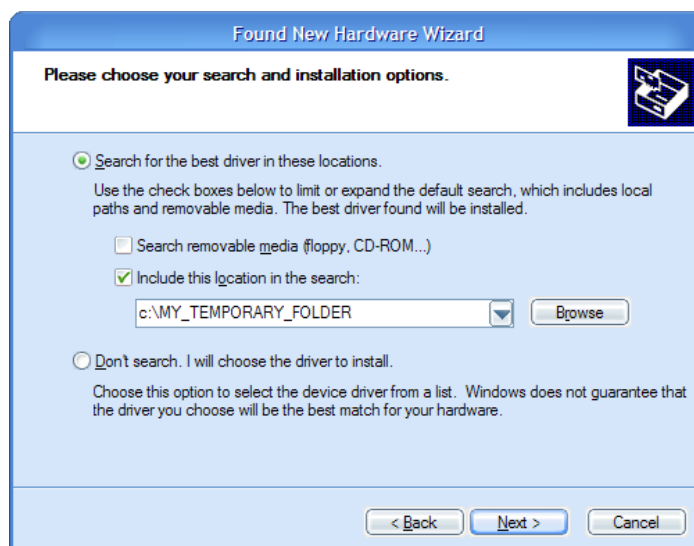 Found New Hardware Wizard
Please choose your search and installation options.
Search for the best driver in these locations.
Use the check boxes below to limit or expand the default search, which includes local
paths and removable media. The best driver found will be installed.
Search removable media (floppy, CD-ROM...)
Include this location in the search:
c:\MY_TEMPORARY_FOLDER
Browse
Don't search. I will choose the driver to install.
Choose this option to select the device driver from a list. Windows does not guarantee that
the driver you choose will be the best match for your hardware.
< Back Next > Cancel